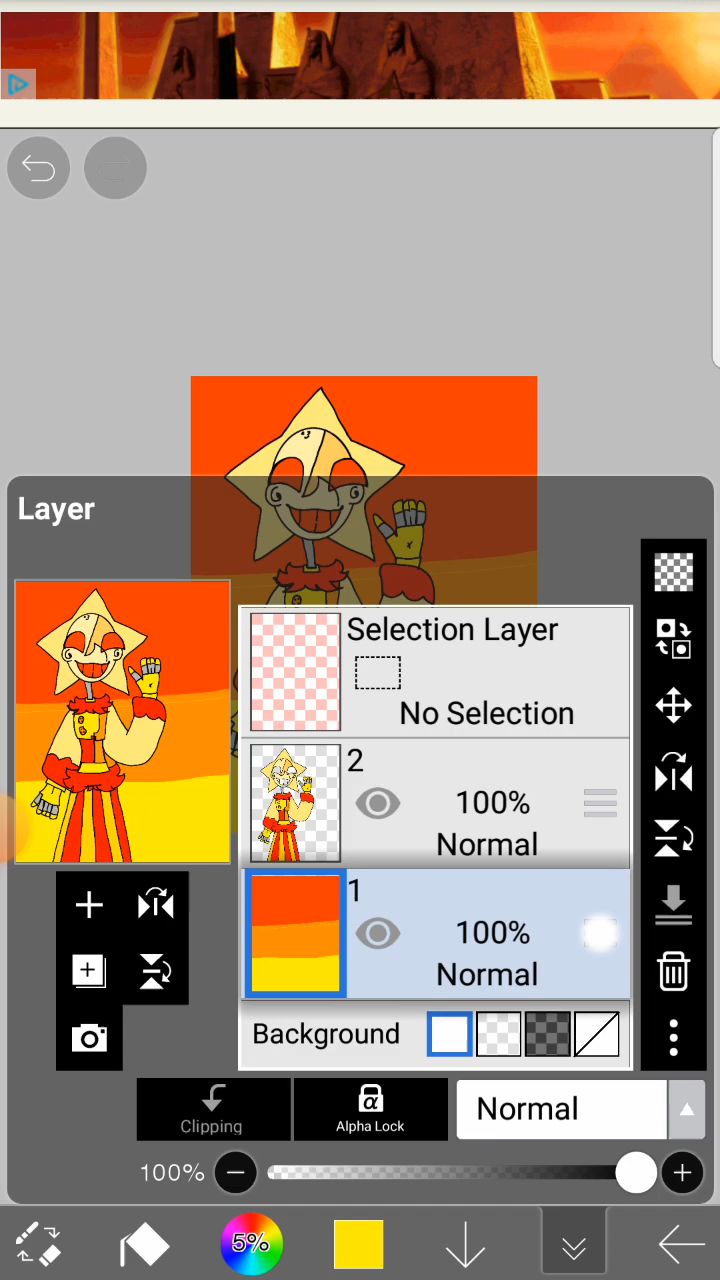 Layer
Selection Layer
No Selection
2
100%
Normal
1
100%
Normal
Background
Clipping
α
Alpha Lock
Normal
100%
5%